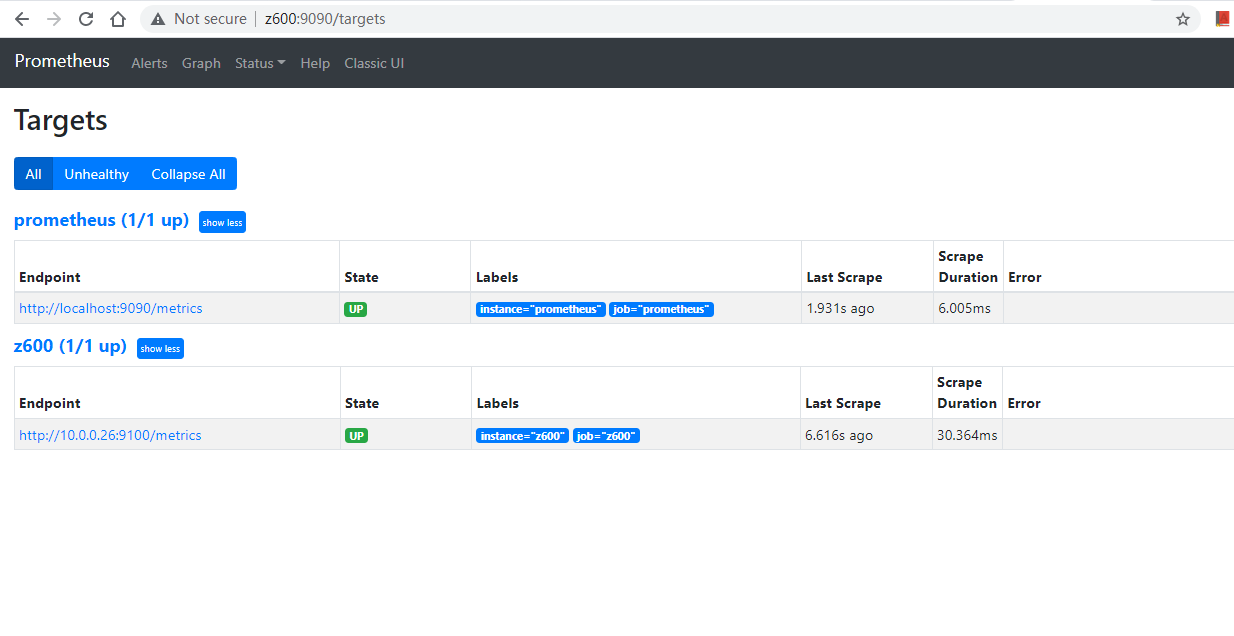 Not secure | z600:9090/targets
Prometheus Alerts Graph Status Help Classic UI
Targets
All Unhealthy Collapse All
prometheus (1/1 up) show less
Endpoint State Labels Last Scrape Scrape Duration Error
http://localhost:9090/metrics UP instance="prometheus" job="prometheus" 1.931s ago 6.005ms
z600 (1/1 up) show less
Endpoint State Labels Last Scrape Scrape Duration Error
http://10.0.0.26:9100/metrics UP instance="z600" job="z600" 6.616s ago 30.364ms